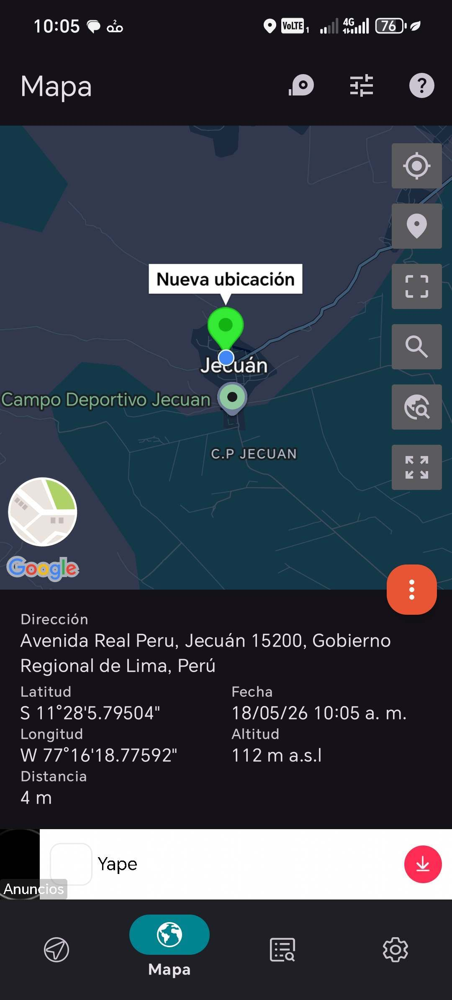 10:05 2 VoLTE 1 4G 76
Mapa
Nueva ubicación
Jecuán
Campo Deportivo Jecuan
C.P JECUAN
Google
Dirección
Avenida Real Peru, Jecuán 15200, Gobierno
Regional de Lima, Perú
Latitud Fecha
S 11°28'5.79504" 18/05/26 10:05 a. m.
Longitud Altitud
W 77°16'18.77592" 112 m a.s.l
Distancia
4 m
Yape
Anuncios
Mapa